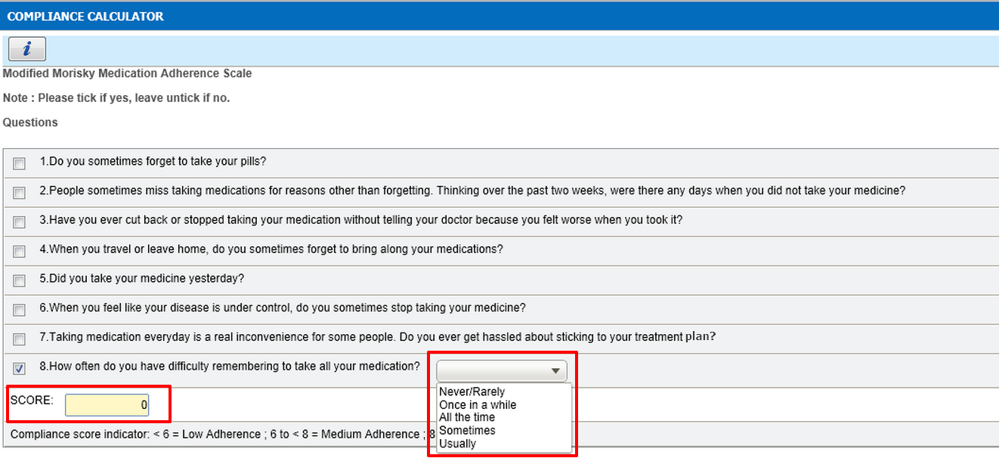 COMPLIANCE CALCULATOR
i
Modified Morisky Medication Adherence Scale
Note : Please tick if yes, leave untick if no.
Questions
1.Do you sometimes forget to take your pills?
2.People sometimes miss taking medications for reasons other than forgetting. Thinking over the past two weeks, were there any days when you did not take your medicine?
3.Have you ever cut back or stopped taking your medication without telling your doctor because you felt worse when you took it?
4.When you travel or leave home, do you sometimes forget to bring along your medications?
5.Did you take your medicine yesterday?
6.When you feel like your disease is under control, do you sometimes stop taking your medicine?
7.Taking medication everyday is a real inconvenience for some people. Do you ever get hassled about sticking to your treatment plan?
8.How often do you have difficulty remembering to take all your medication?
Never/Rarely
Once in a while
All the time
Sometimes
Usually
SCORE: 0
Compliance score indicator: < 6 = Low Adherence ; 6 to < 8 = Medium Adherence ; 8